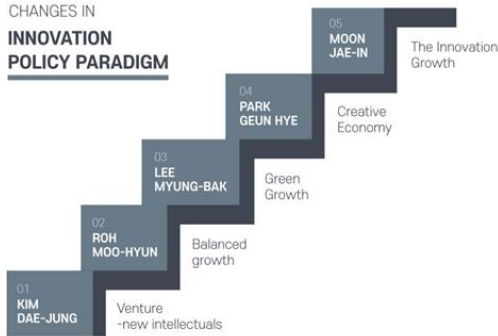 CHANGES IN
INNOVATION
POLICY PARADIGM
05
MOON
JAE-IN
The Innovation
Growth
04
PARK
GEUN HYE
Creative
Economy
03
LEE
MYUNG-BAK
Green
Growth
02
ROH
MOO-HYUN
Balanced
growth
01
KIM
DAE-JUNG
Venture
-new intellectuals